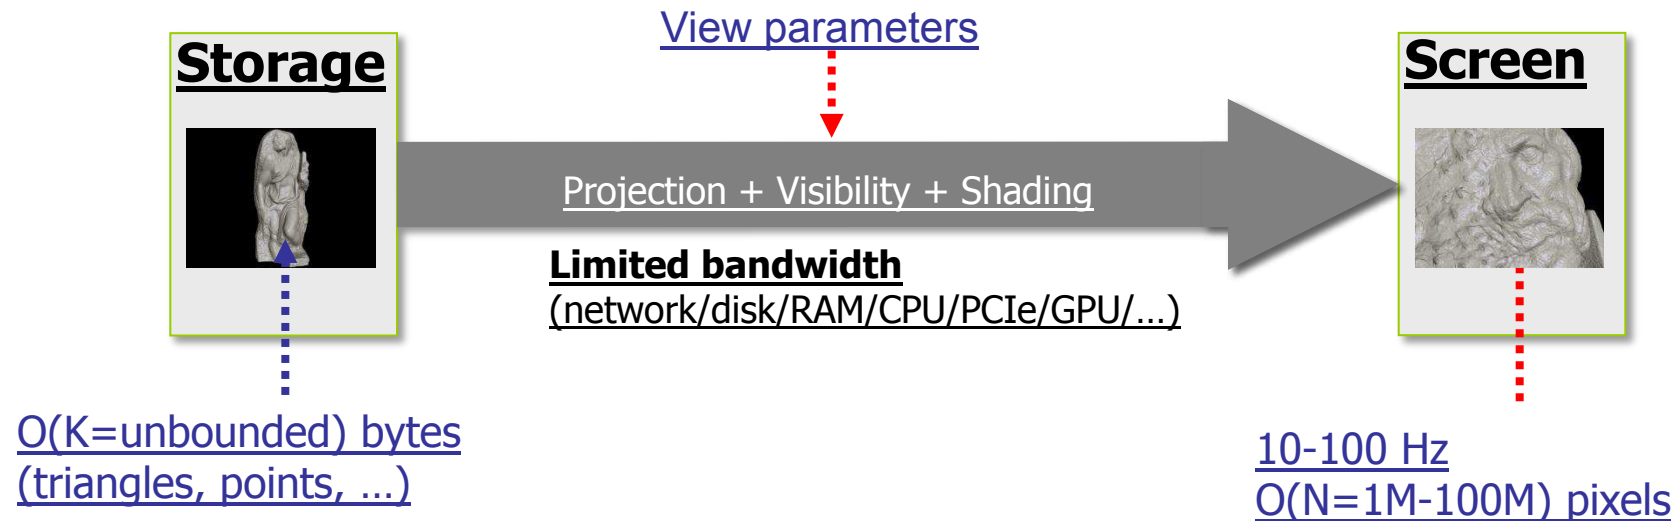 View parameters
Storage
Screen
Projection + Visibility + Shading
Limited bandwidth
(network/disk/RAM/CPU/PCIe/GPU/…)
O(K=unbounded) bytes
(triangles, points, …)
10-100 Hz
O(N=1M-100M) pixels